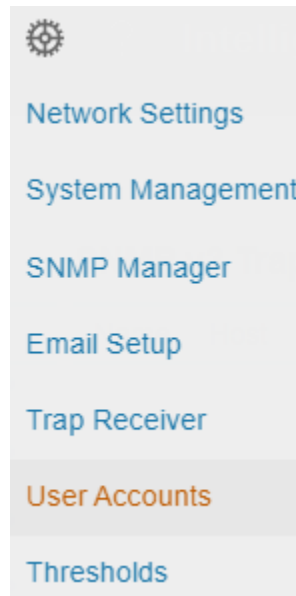 Network Settings
System Management
SNMP Manager
Email Setup
Trap Receiver
User Accounts
Thresholds